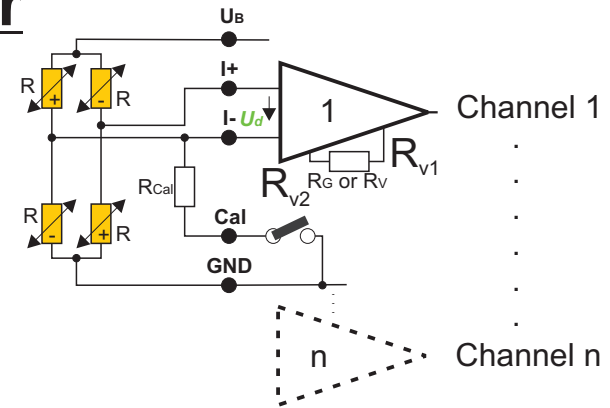 r
UB
I+
R + - R
I- Ud 1 Channel 1
RCal Rv2 RG or RV Rv1
R - + R
Cal
GND
n Channel n